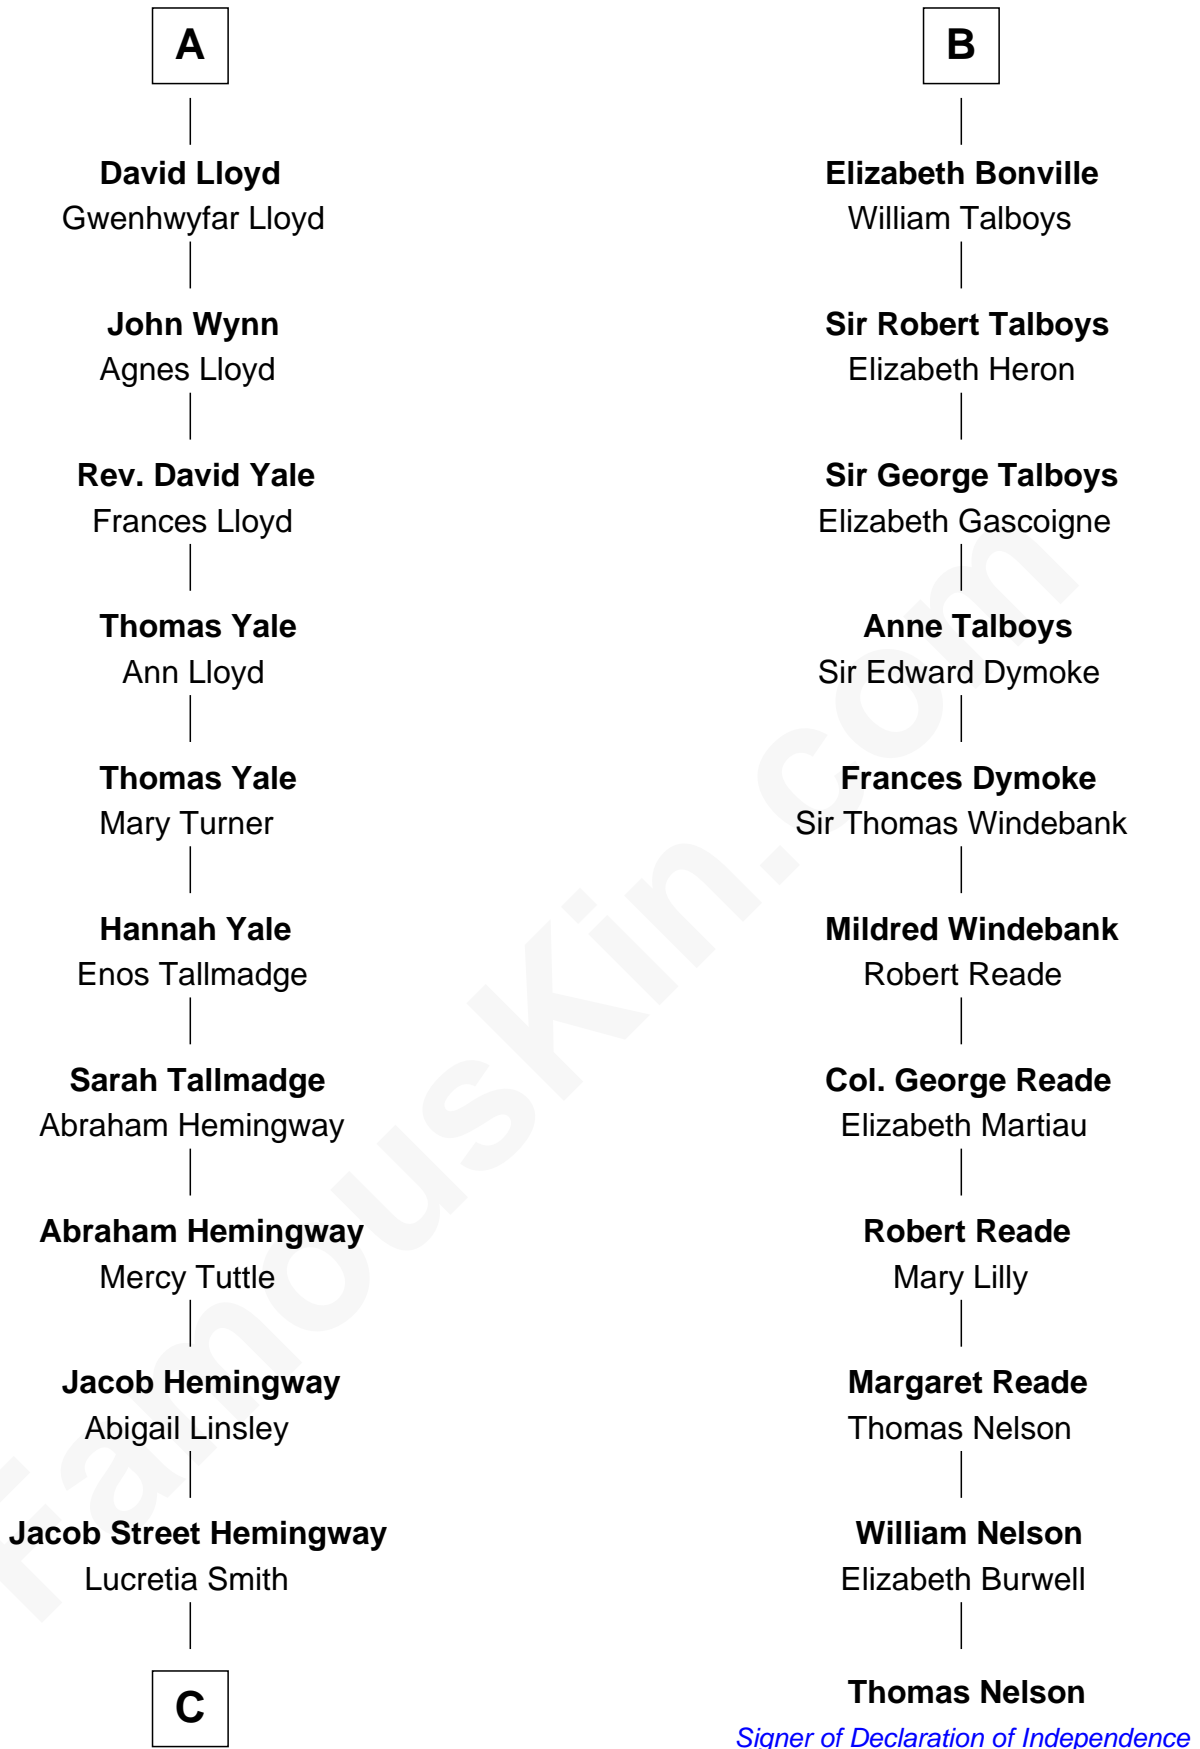 A
David Lloyd
Gwenhwyfar Lloyd
John Wynn
Agnes Lloyd
Rev. David Yale
Frances Lloyd
Thomas Yale
Ann Lloyd
Thomas Yale
Mary Turner
Hannah Yale
Enos Tallmadge
Sarah Tallmadge
Abraham Hemingway
Abraham Hemingway
Mercy Tuttle
Jacob Hemingway
Abigail Linsley
Jacob Street Hemingway
Lucretia Smith
C
B
Elizabeth Bonville
William Talboys
Sir Robert Talboys
Elizabeth Heron
Sir George Talboys
Elizabeth Gascoigne
Anne Talboys
Sir Edward Dymoke
Frances Dymoke
Sir Thomas Windebank
Mildred Windebank
Robert Reade
Col. George Reade
Elizabeth Martiau
Robert Reade
Mary Lilly
Margaret Reade
Thomas Nelson
William Nelson
Elizabeth Burwell
Thomas Nelson
Signer of Declaration of Independence
FamousKin.com